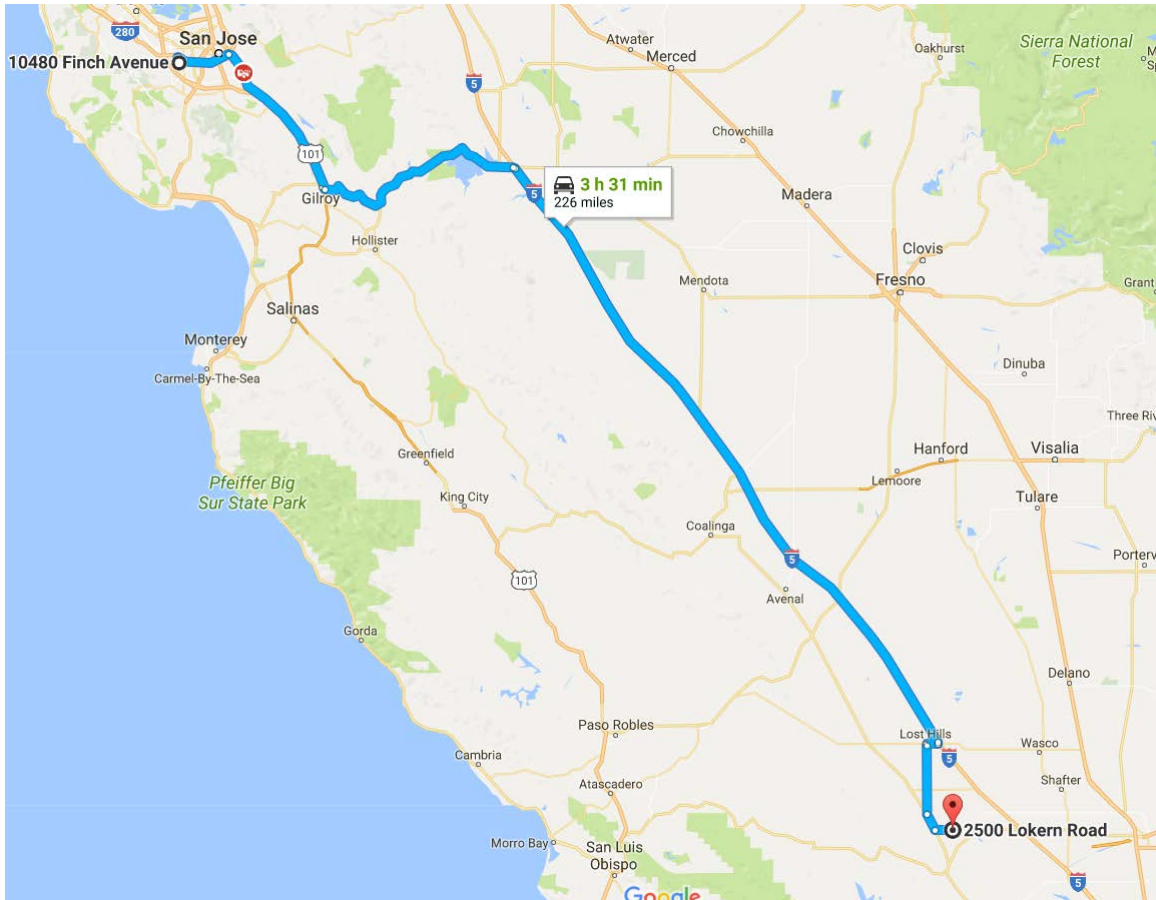 280
San Jose
10480 Finch Avenue
Atwater
Merced
Oakhurst
Sierra National
Forest
5
Chowchilla
101
Gilroy
3 h 31 min
226 miles
5
Madera
Hollister
Clovis
Mendota
Fresno
Grant
Salinas
Monterey
Carmel-By-The-Sea
Dinuba
Three Riv
Greenfield
Hanford
Visalia
Lemoore
Pfeiffer Big
Sur State Park
King City
Tulare
Coalinga
5
Porterv
101
Avenal
Gorda
Delano
Paso Robles
Lost Hills
Wasco
Cambria
5
Shafter
Atascadero
2500 Lokern Road
Morro Bay
San Luis
Obispo
5
Google